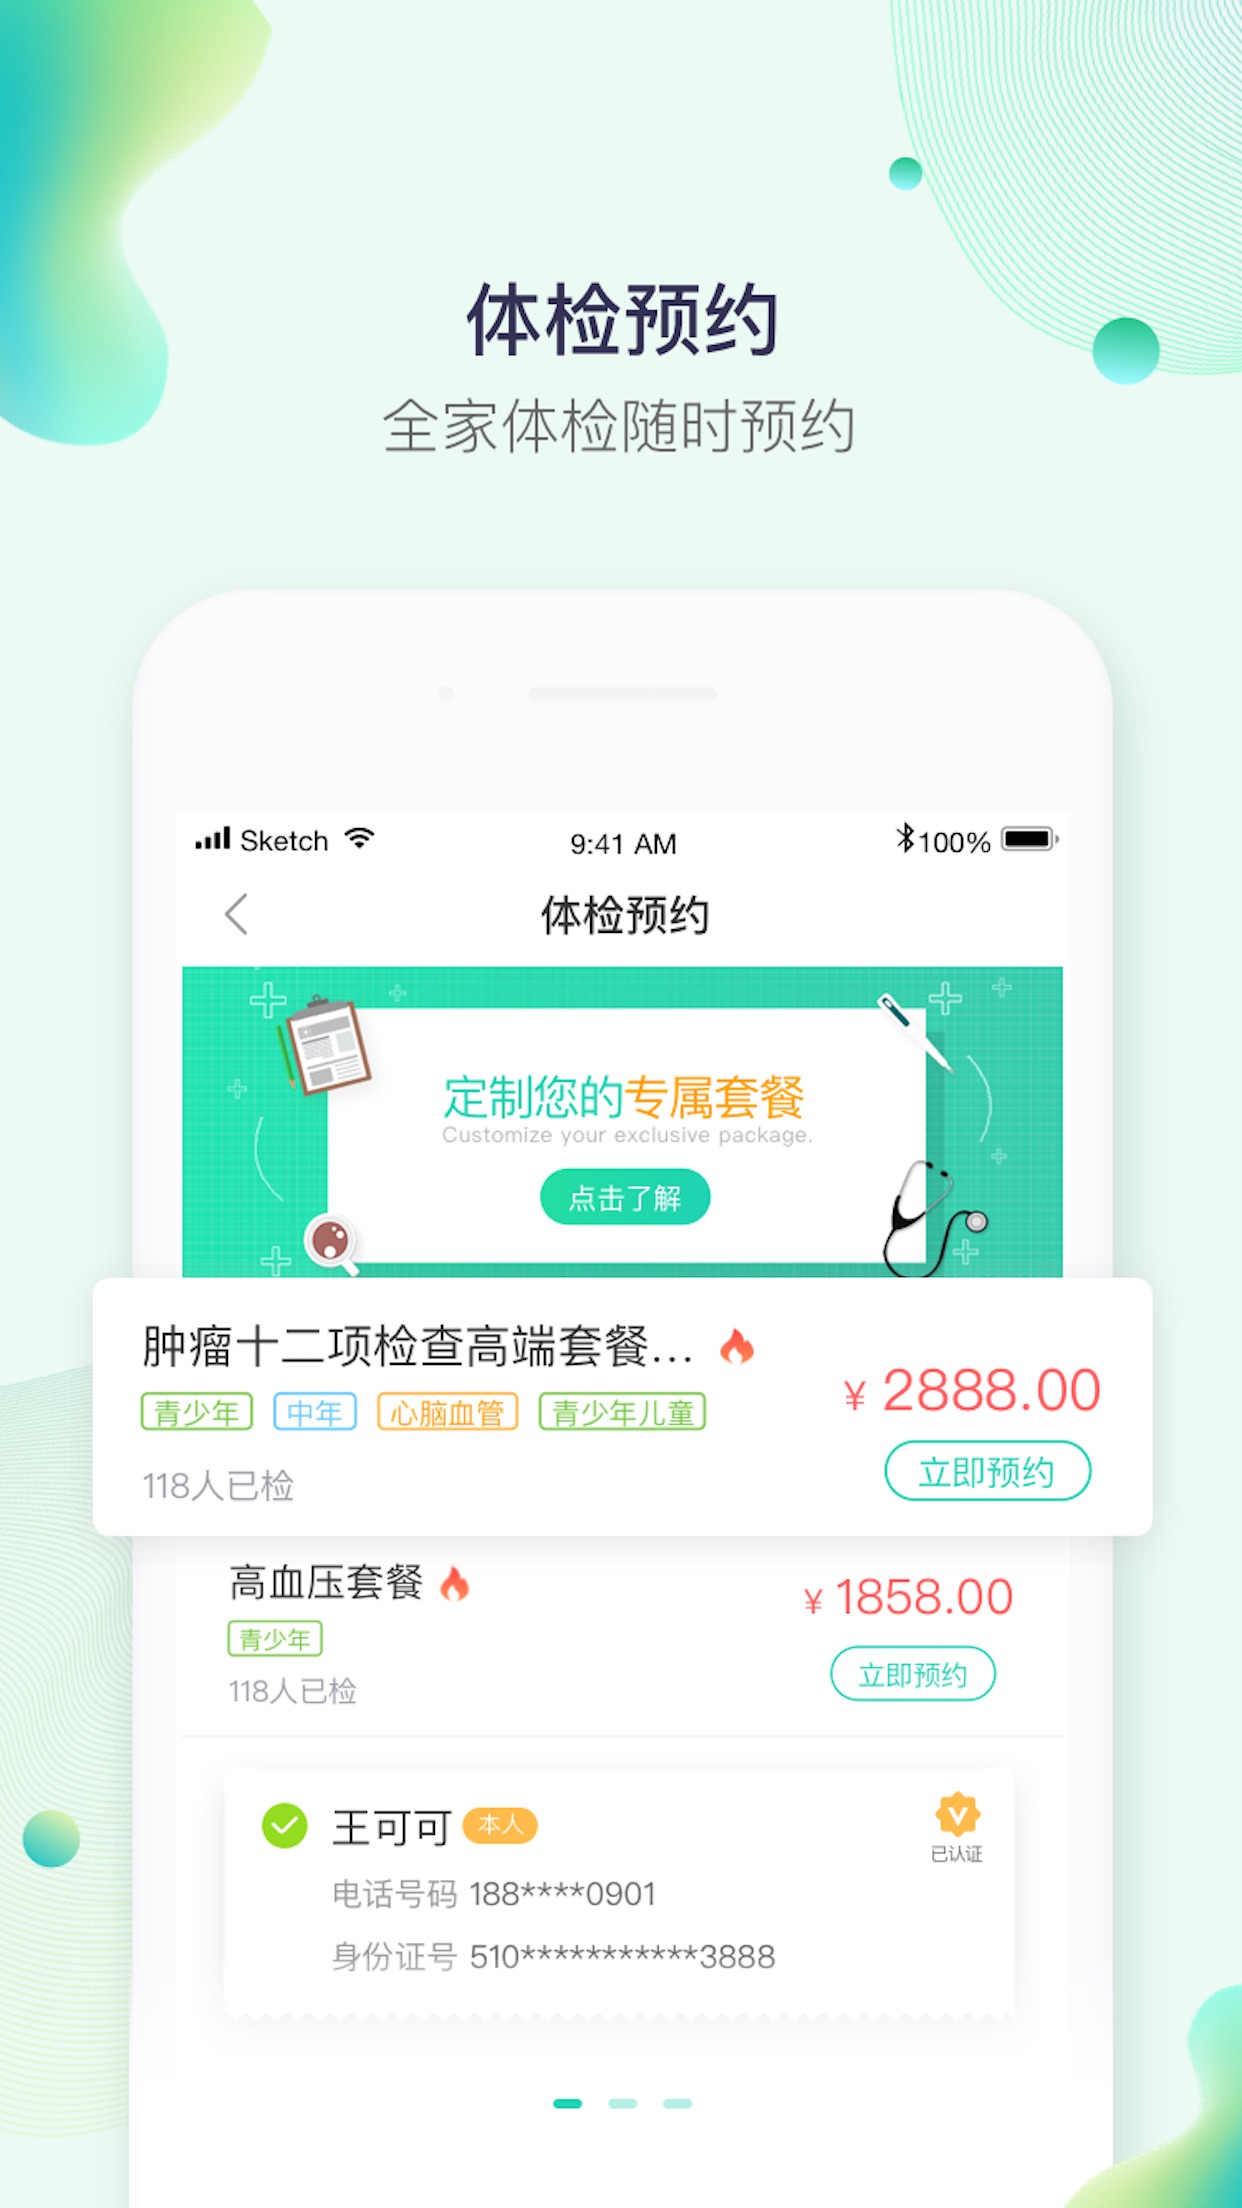 体检预约
全家体检随时预约
Sketch
9:41 AM
100%
体检预约
定制您的专属套餐
Customize your exclusive package.
点击了解
肿瘤十二项检查高端套餐...
¥ 2888.00
青少年 中年 心脑血管 青少年儿童
立即预约
118人已检
高血压套餐
¥ 1858.00
青少年
立即预约
118人已检
王可可 本人
已认证
电话号码 188****0901
身份证号 510***********3888